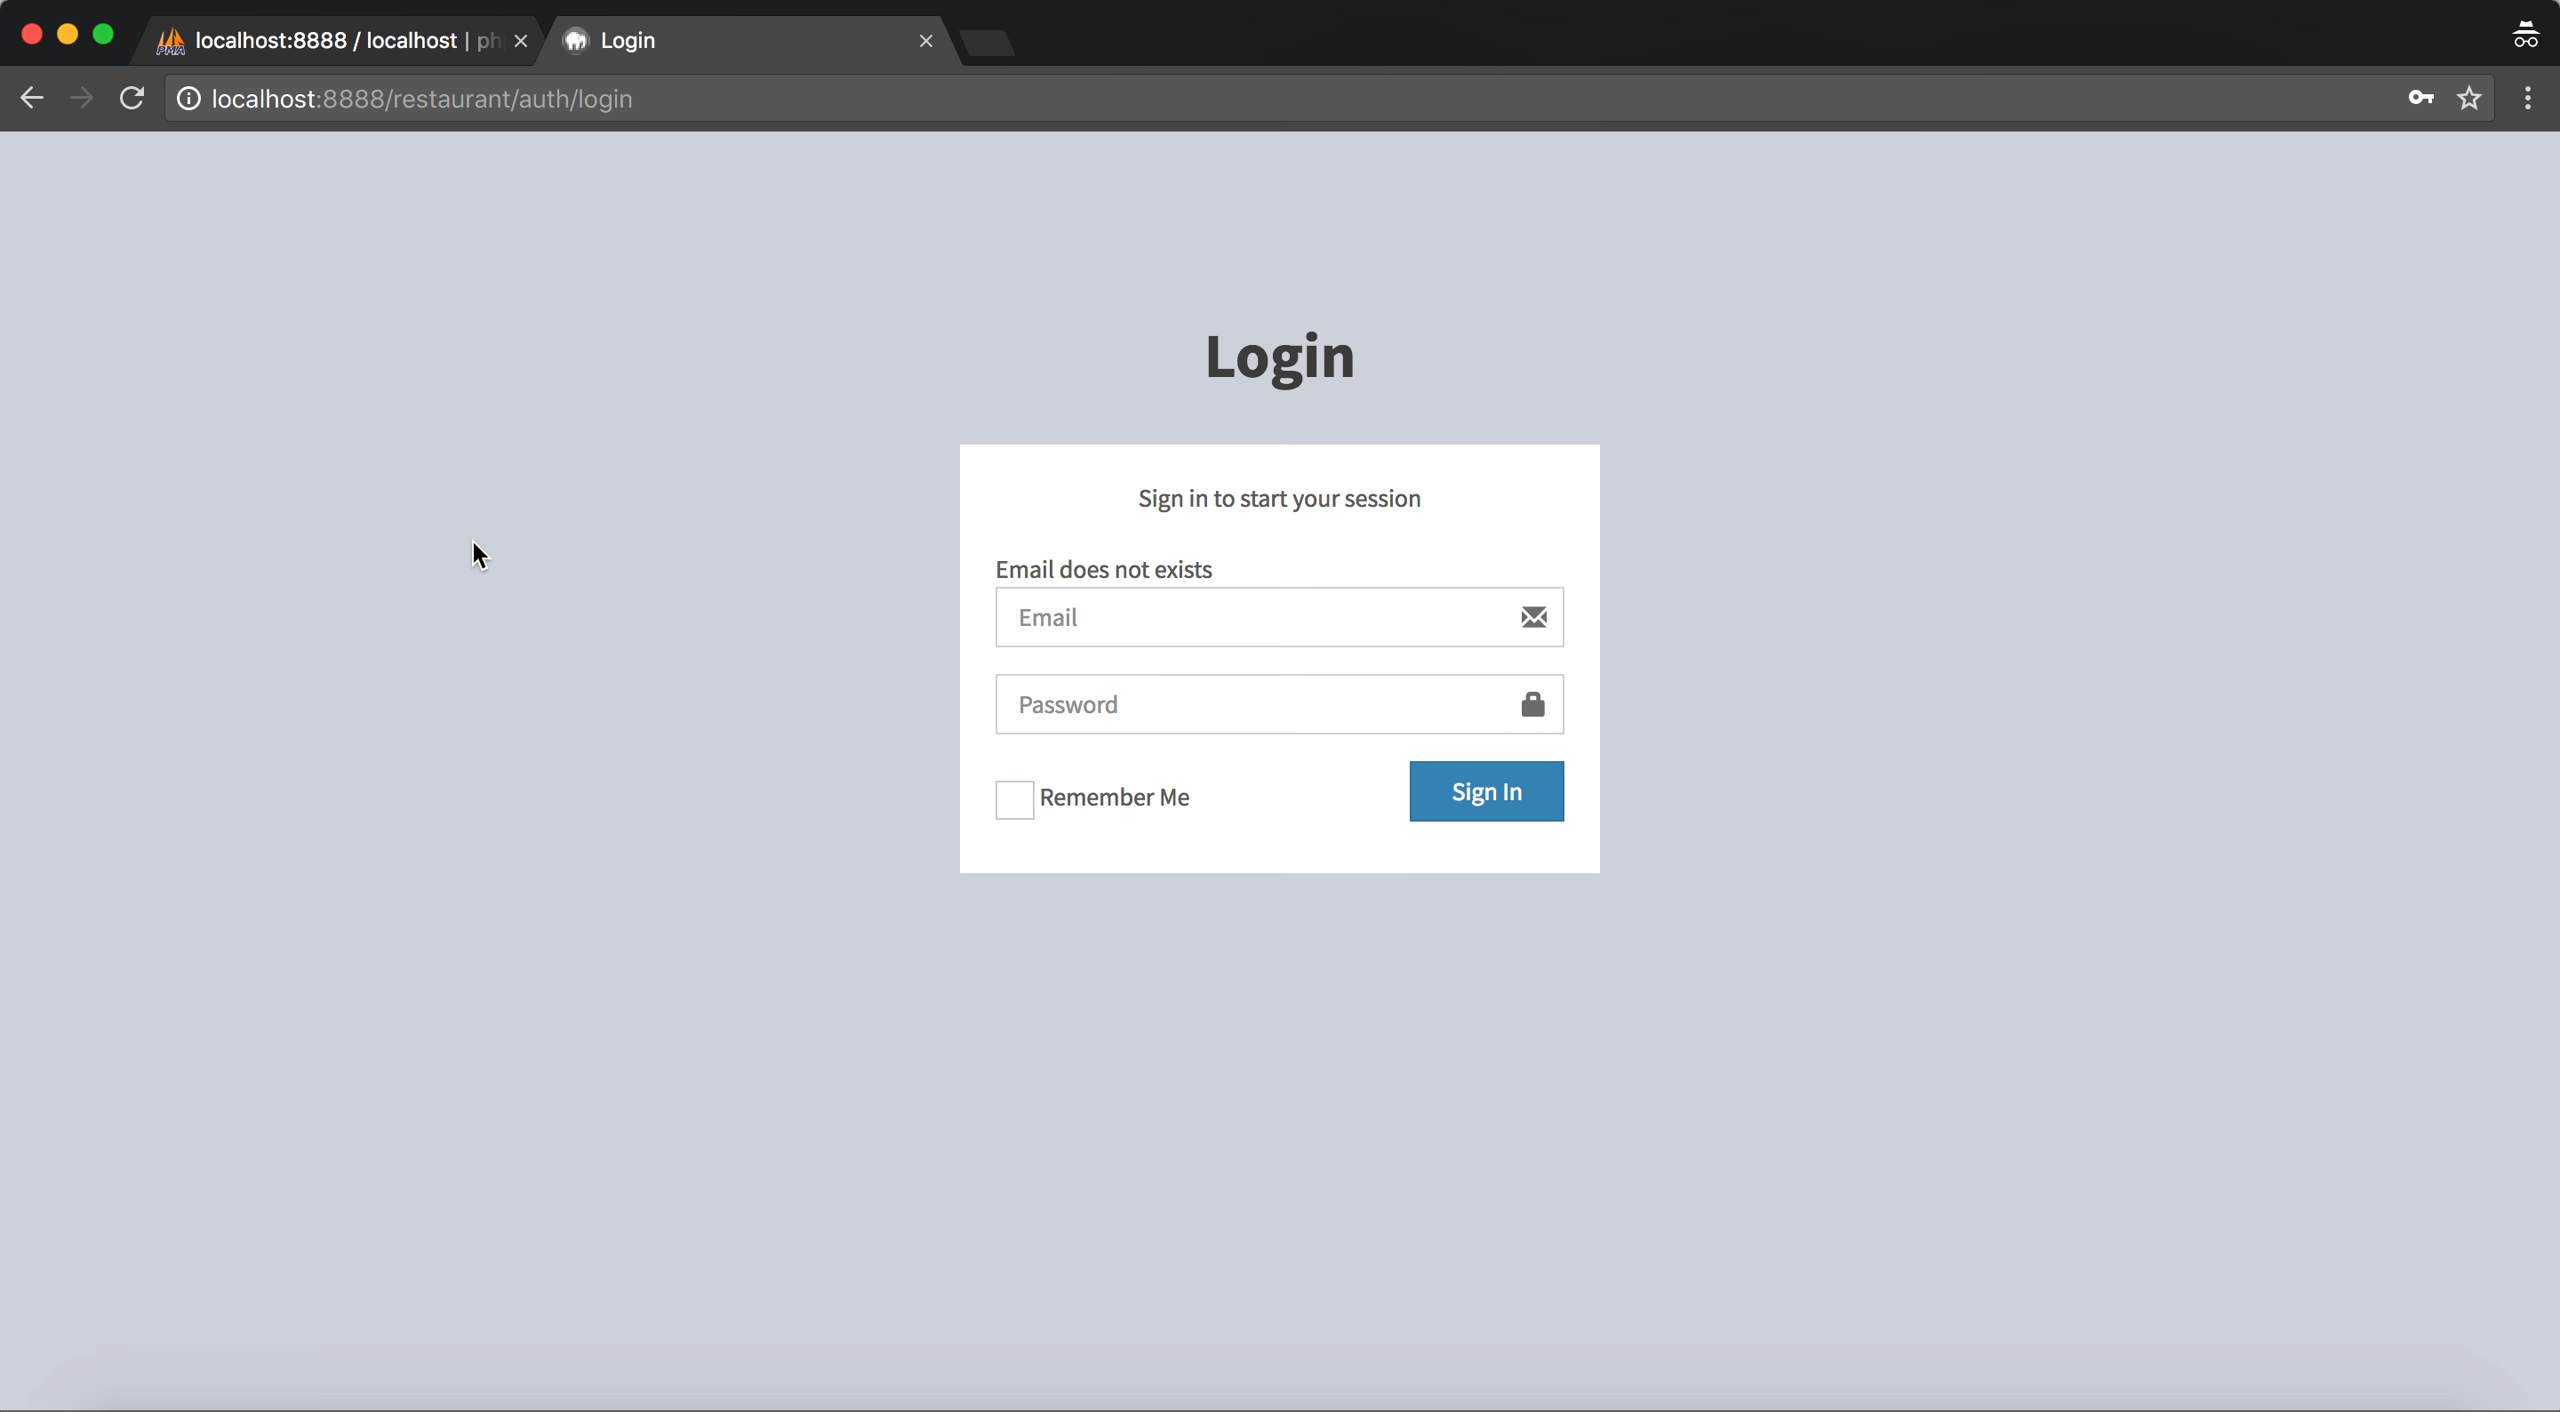 localhost:8888 / localhost | ph
Login
localhost:8888/restaurant/auth/login
Login
Sign in to start your session
Email does not exists
Email
Password
Remember Me
Sign In